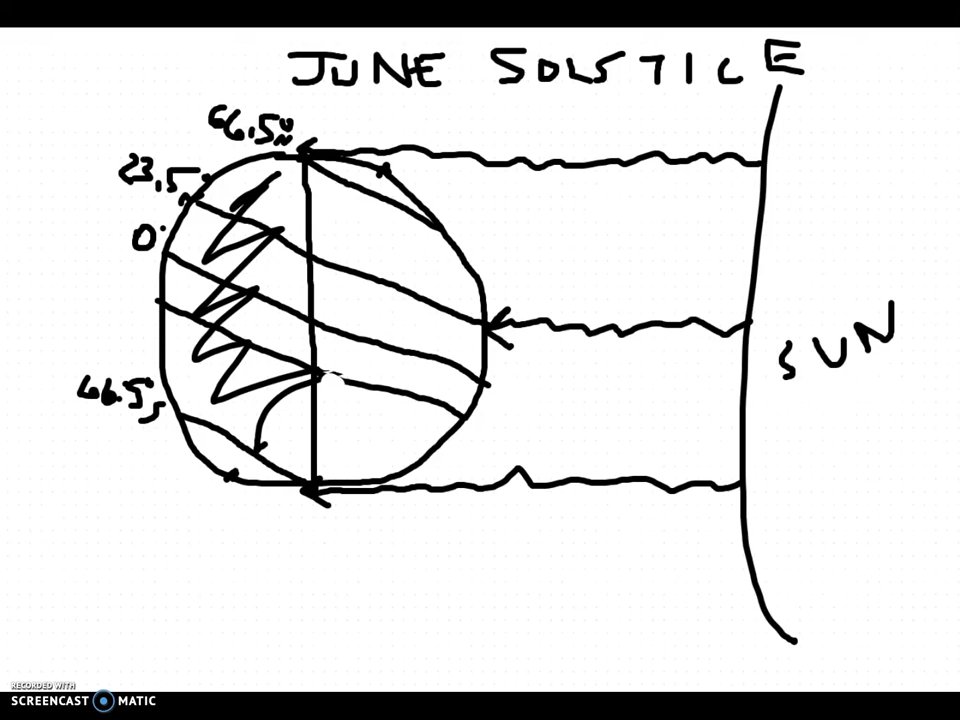 JUNE SOLSTICE
66.5°N
23.5°N
0°
66.5°S
SUN
RECORDED WITH
SCREENCAST MATIC